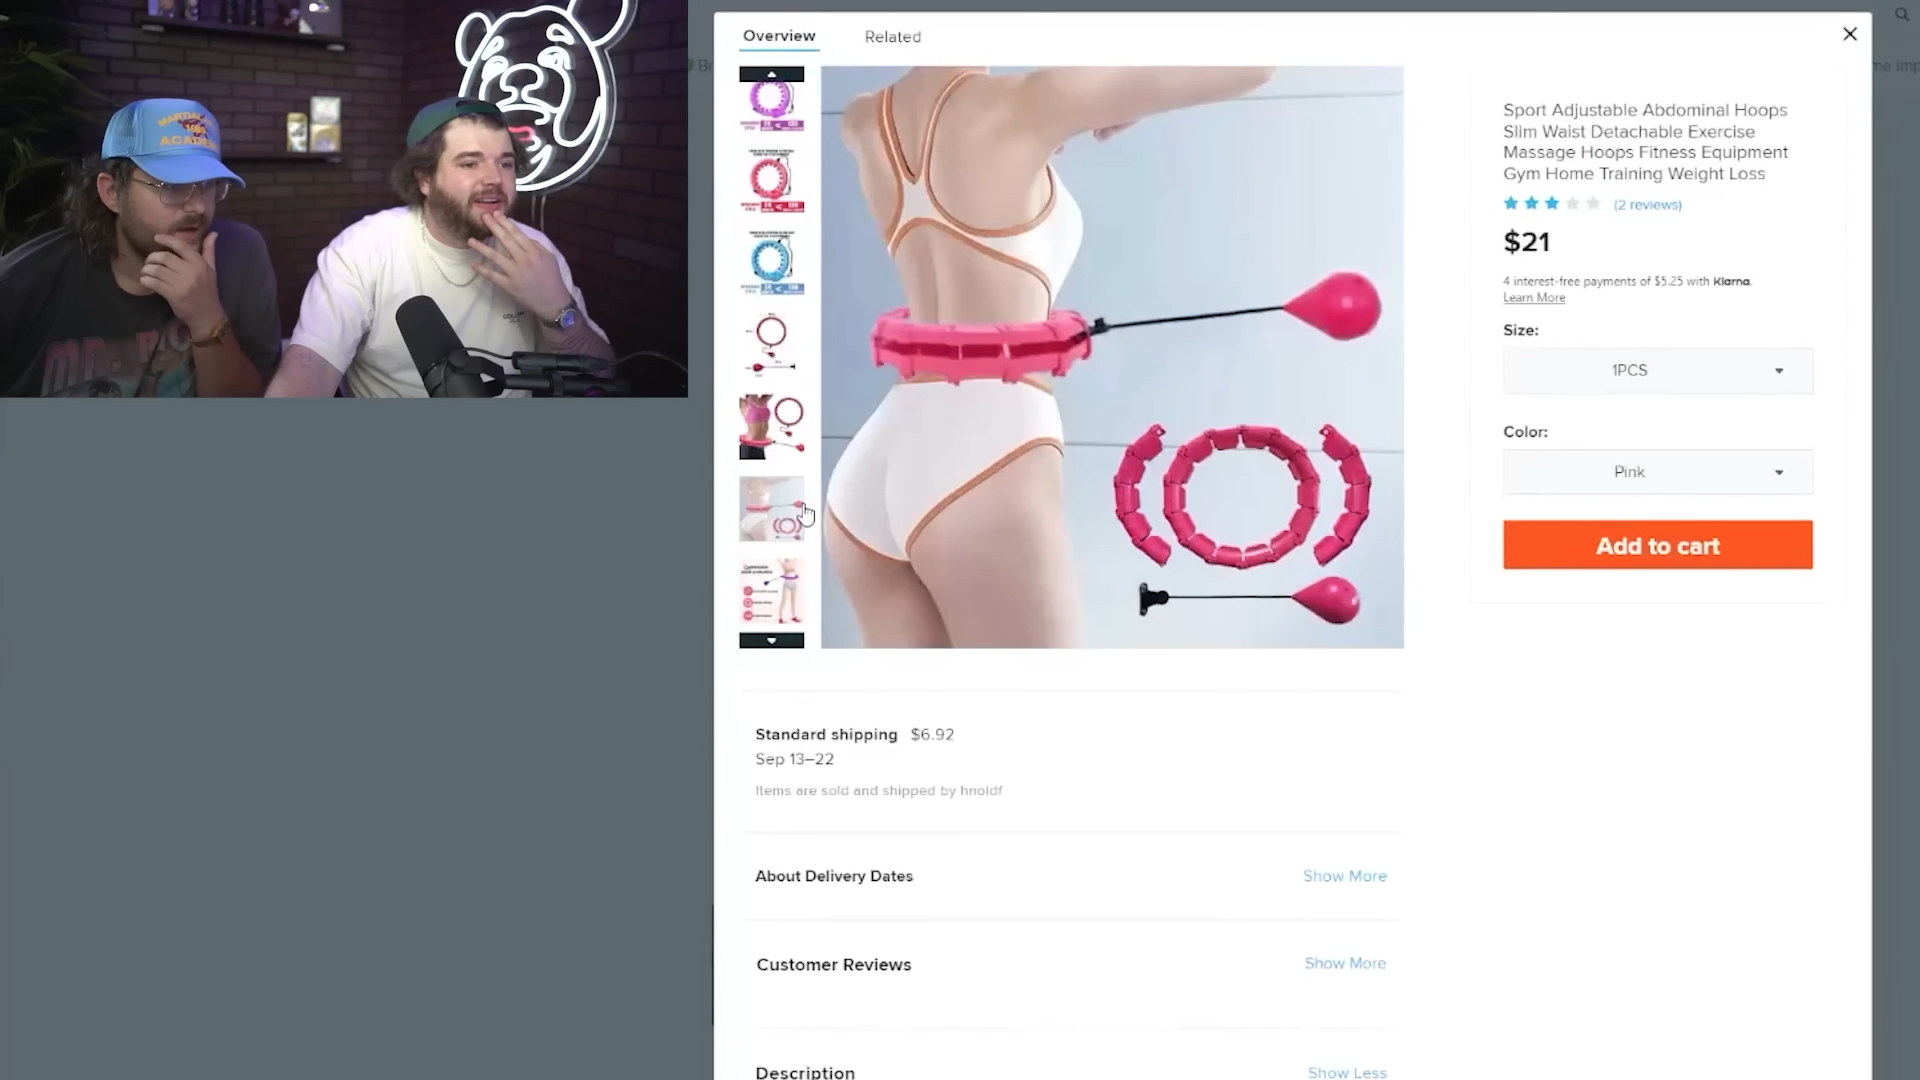 Overview
Related
MARTIAL
1989
ACADEMY
Sport Adjustable Abdominal Hoops
Slim Waist Detachable Exercise
Massage Hoops Fitness Equipment
Gym Home Training Weight Loss
(2 reviews)
$21
4 interest-free payments of $5.25 with Klarna.
Learn More
Size:
1PCS
Color:
Pink
Add to cart
Standard shipping $6.92
Sep 13–22
Items are sold and shipped by hnoldf
About Delivery Dates
Show More
Customer Reviews
Show More
Description
Show Less